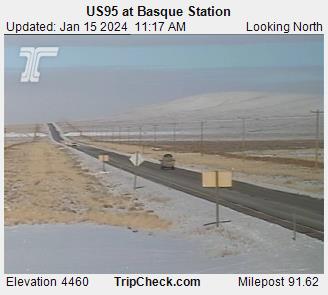 US95 at Basque Station
Updated: Jan 15 2024 11:17 AM Looking North
Elevation 4460 TripCheck.com Milepost 91.62